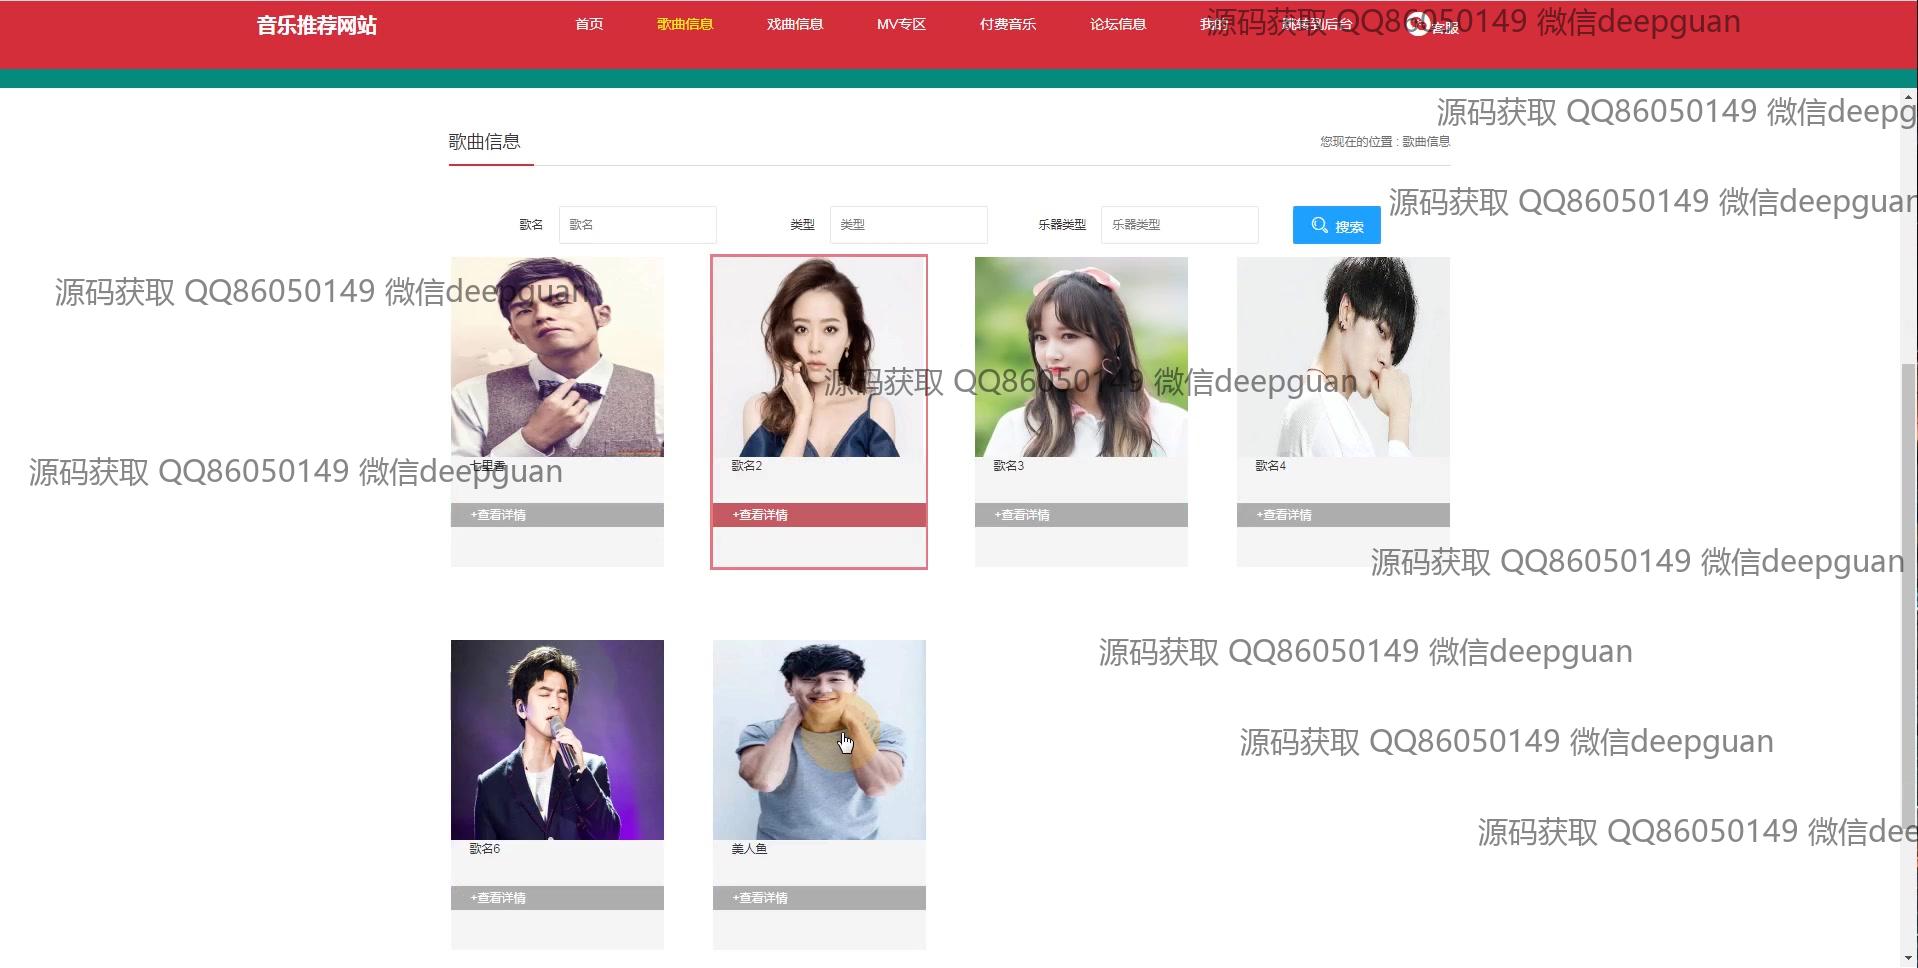 音乐推荐网站 首页 歌曲信息 戏曲信息 MV专区 付费音乐 论坛信息 我的 跳转到后台 客服
源码获取 QQ86050149 微信deepguan
源码获取 QQ86050149 微信deepg
歌曲信息 您现在的位置 : 歌曲信息
源码获取 QQ86050149 微信deepguan
歌名 歌名 类型 类型 乐器类型 乐器类型 搜索
源码获取 QQ86050149 微信deepguan
源码获取 QQ86050149 微信deepguan
七里香 歌名2 歌名3 歌名4
源码获取 QQ86050149 微信deepguan
+查看详情 +查看详情 +查看详情 +查看详情
源码获取 QQ86050149 微信deepguan
源码获取 QQ86050149 微信deepguan
源码获取 QQ86050149 微信deepguan
源码获取 QQ86050149 微信dee
歌名6 美人鱼
+查看详情 +查看详情